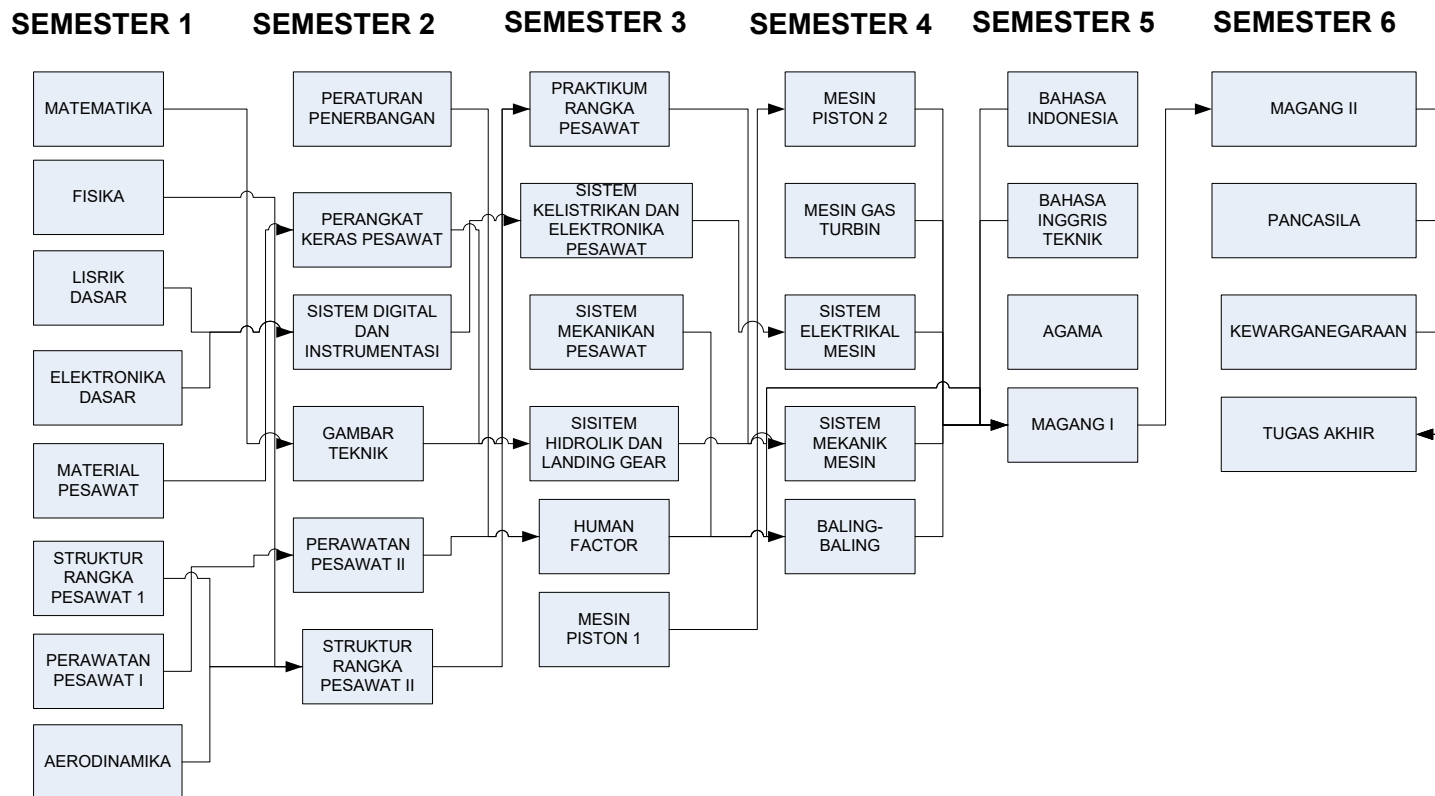 SEMESTER 1
SEMESTER 2
SEMESTER 3
SEMESTER 4
SEMESTER 5
SEMESTER 6
MATEMATIKA
FISIKA
LISRIK
DASAR
ELEKTRONIKA
DASAR
MATERIAL
PESAWAT
STRUKTUR
RANGKA
PESAWAT 1
PERAWATAN
PESAWAT I
AERODINAMIKA
PERATURAN
PENERBANGAN
PERANGKAT
KERAS PESAWAT
SISTEM DIGITAL
DAN
INSTRUMENTASI
GAMBAR
TEKNIK
PERAWATAN
PESAWAT II
STRUKTUR
RANGKA
PESAWAT II
PRAKTIKUM
RANGKA
PESAWAT
SISTEM
KELISTRIKAN DAN
ELEKTRONIKA
PESAWAT
SISTEM
MEKANIKAN
PESAWAT
SISITEM
HIDROLIK DAN
LANDING GEAR
HUMAN
FACTOR
MESIN
PISTON 1
MESIN
PISTON 2
MESIN GAS
TURBIN
SISTEM
ELEKTRIKAL
MESIN
SISTEM
MEKANIK
MESIN
BALING-
BALING
BAHASA
INDONESIA
BAHASA
INGGRIS
TEKNIK
AGAMA
MAGANG I
MAGANG II
PANCASILA
KEWARGANEGARAAN
TUGAS AKHIR